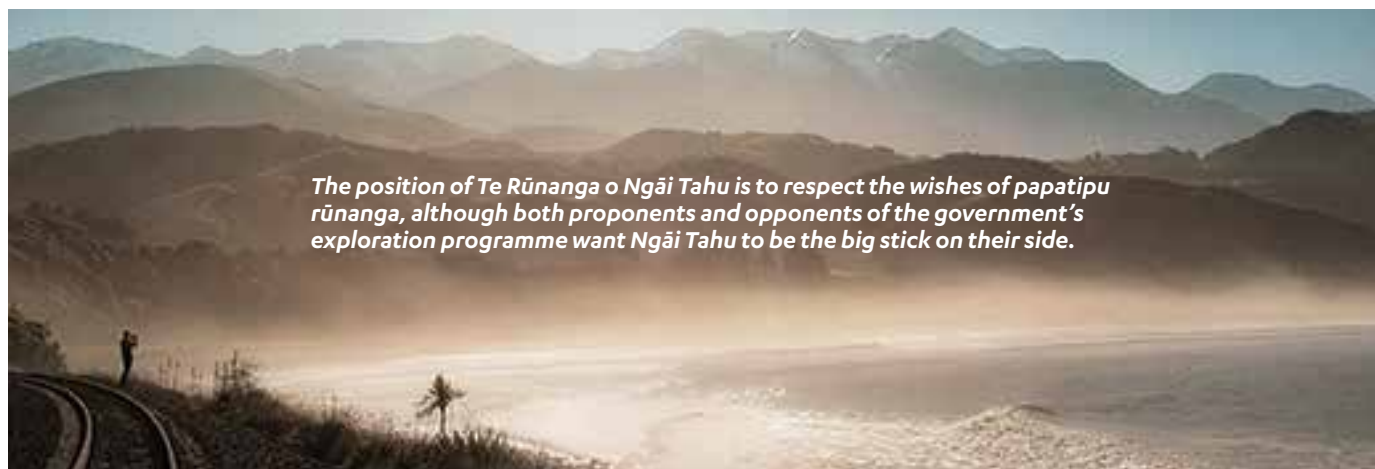 The position of Te Rūnanga o Ngāi Tahu is to respect the wishes of papatipu
rūnanga, although both proponents and opponents of the government’s
exploration programme want Ngāi Tahu to be the big stick on their side.